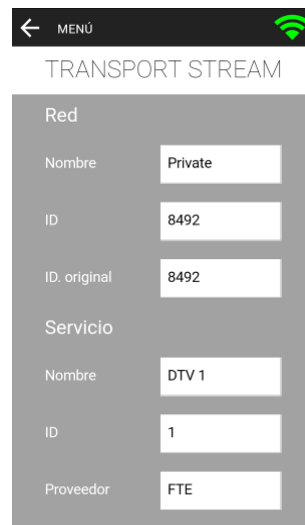 MENÚ
TRANSPORT STREAM
Red
Nombre Private
ID 8492
ID. original 8492
Servicio
Nombre DTV 1
ID 1
Proveedor FTE